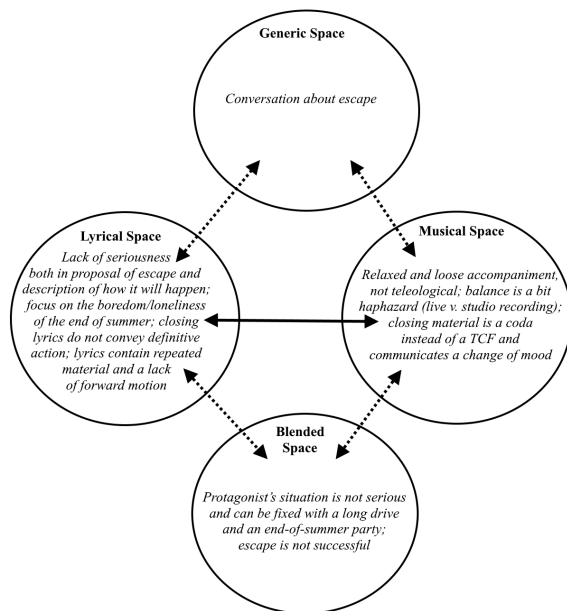 Generic Space
Conversation about escape
Lyrical Space
Lack of seriousness
both in proposal of escape and
description of how it will happen;
focus on the boredom/loneliness
of the end of summer; closing
lyrics do not convey definitive
action; lyrics contain repeated
material and a lack
of forward motion
Musical Space
Relaxed and loose accompaniment,
not teleological; balance is a bit
haphazard (live v. studio recording);
closing material is a coda
instead of a TCF and
communicates a change of mood
Blended
Space
Protagonist’s situation is not serious
and can be fixed with a long drive
and an end-of-summer party;
escape is not successful